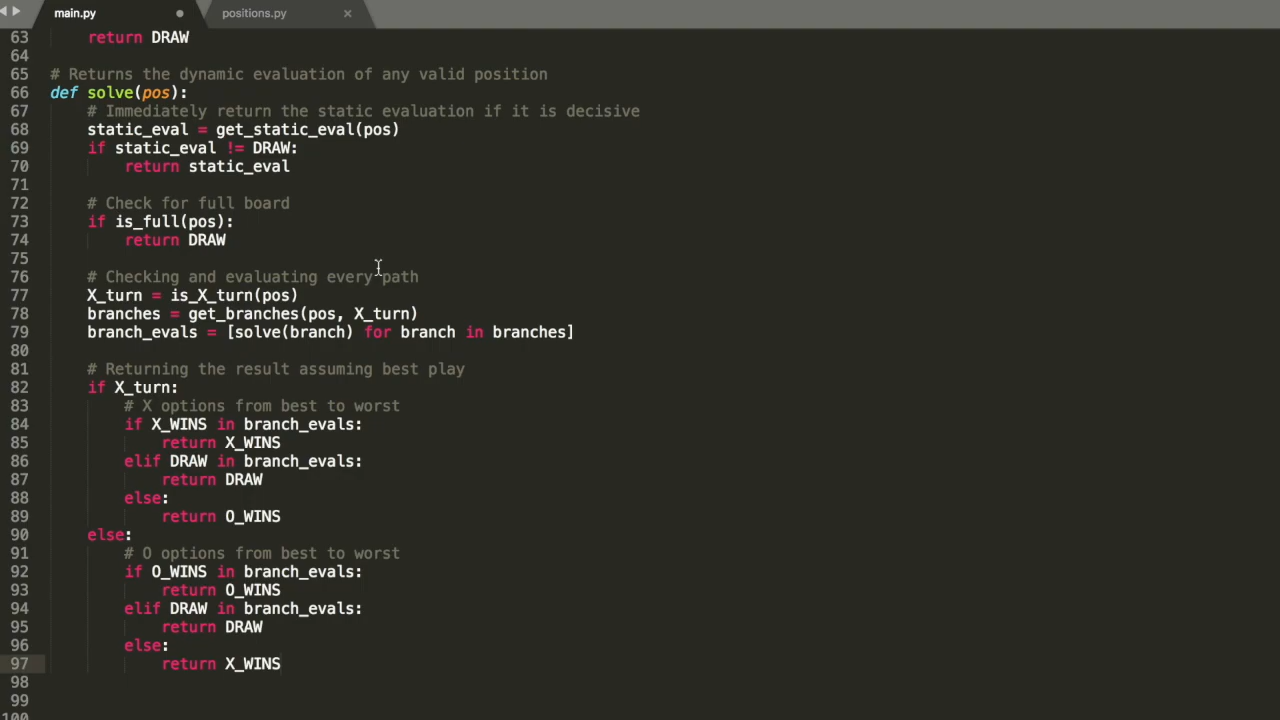 main.py positions.py
63 return DRAW
64
65 # Returns the dynamic evaluation of any valid position
66 def solve(pos):
67 # Immediately return the static evaluation if it is decisive
68 static_eval = get_static_eval(pos)
69 if static_eval != DRAW:
70 return static_eval
71
72 # Check for full board
73 if is_full(pos):
74 return DRAW
75
76 # Checking and evaluating every path
77 X_turn = is_X_turn(pos)
78 branches = get_branches(pos, X_turn)
79 branch_evals = [solve(branch) for branch in branches]
80
81 # Returning the result assuming best play
82 if X_turn:
83 # X options from best to worst
84 if X_WINS in branch_evals:
85 return X_WINS
86 elif DRAW in branch_evals:
87 return DRAW
88 else:
89 return O_WINS
90 else:
91 # O options from best to worst
92 if O_WINS in branch_evals:
93 return O_WINS
94 elif DRAW in branch_evals:
95 return DRAW
96 else:
97 return X_WINS
98
99
100